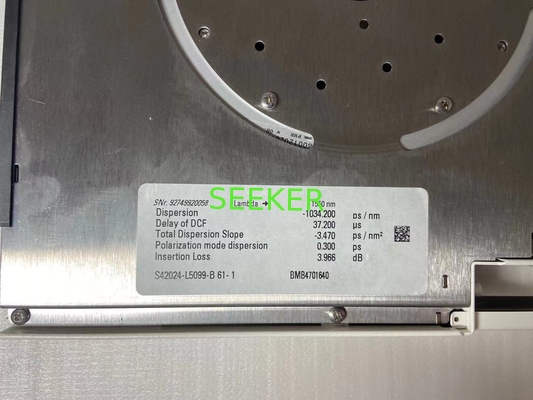 SNr. 92749920058 Lambda → 1550 nm
SEEKER
Dispersion -1034.200 ps / nm
Delay of DCF 37.200 µs
Total Dispersion Slope -3.470 ps / nm²
Polarization mode dispersion 0.300 ps
Insertion Loss 3.966 dB
S42024-L5099-B 61- 1 BMB4701640